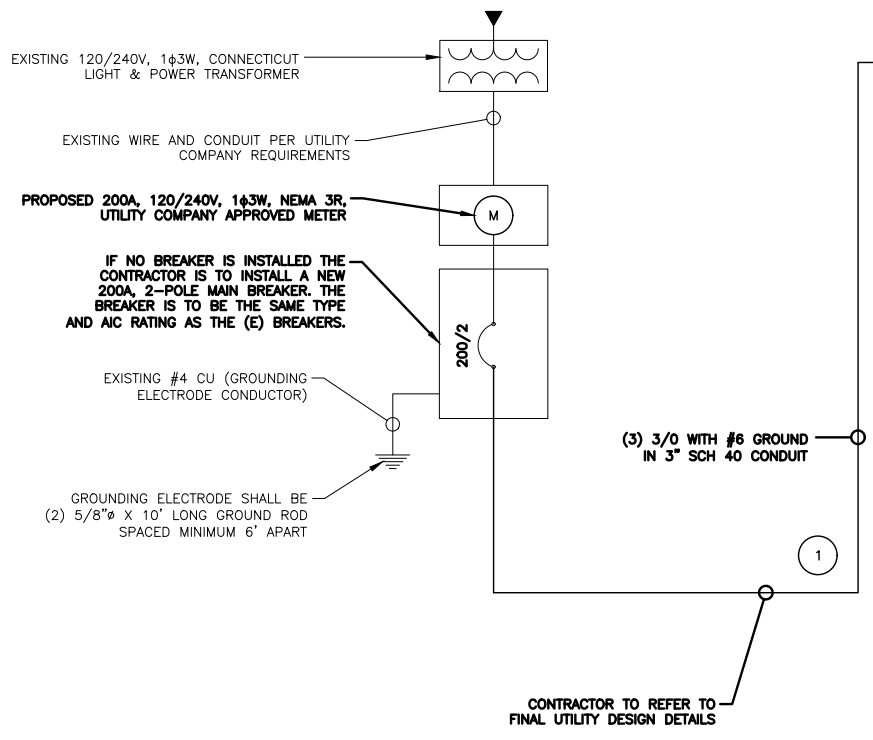 EXISTING 120/240V, 1ϕ3W, CONNECTICUT
LIGHT & POWER TRANSFORMER
EXISTING WIRE AND CONDUIT PER UTILITY
COMPANY REQUIREMENTS
PROPOSED 200A, 120/240V, 1ϕ3W, NEMA 3R,
UTILITY COMPANY APPROVED METER
M
IF NO BREAKER IS INSTALLED THE
CONTRACTOR IS TO INSTALL A NEW
200A, 2-POLE MAIN BREAKER. THE
BREAKER IS TO BE THE SAME TYPE
AND AIC RATING AS THE (E) BREAKERS.
200/2
EXISTING #4 CU (GROUNDING
ELECTRODE CONDUCTOR)
(3) 3/0 WITH #6 GROUND
IN 3" SCH 40 CONDUIT
GROUNDING ELECTRODE SHALL BE
(2) 5/8"ø X 10' LONG GROUND ROD
SPACED MINIMUM 6' APART
1
CONTRACTOR TO REFER TO
FINAL UTILITY DESIGN DETAILS